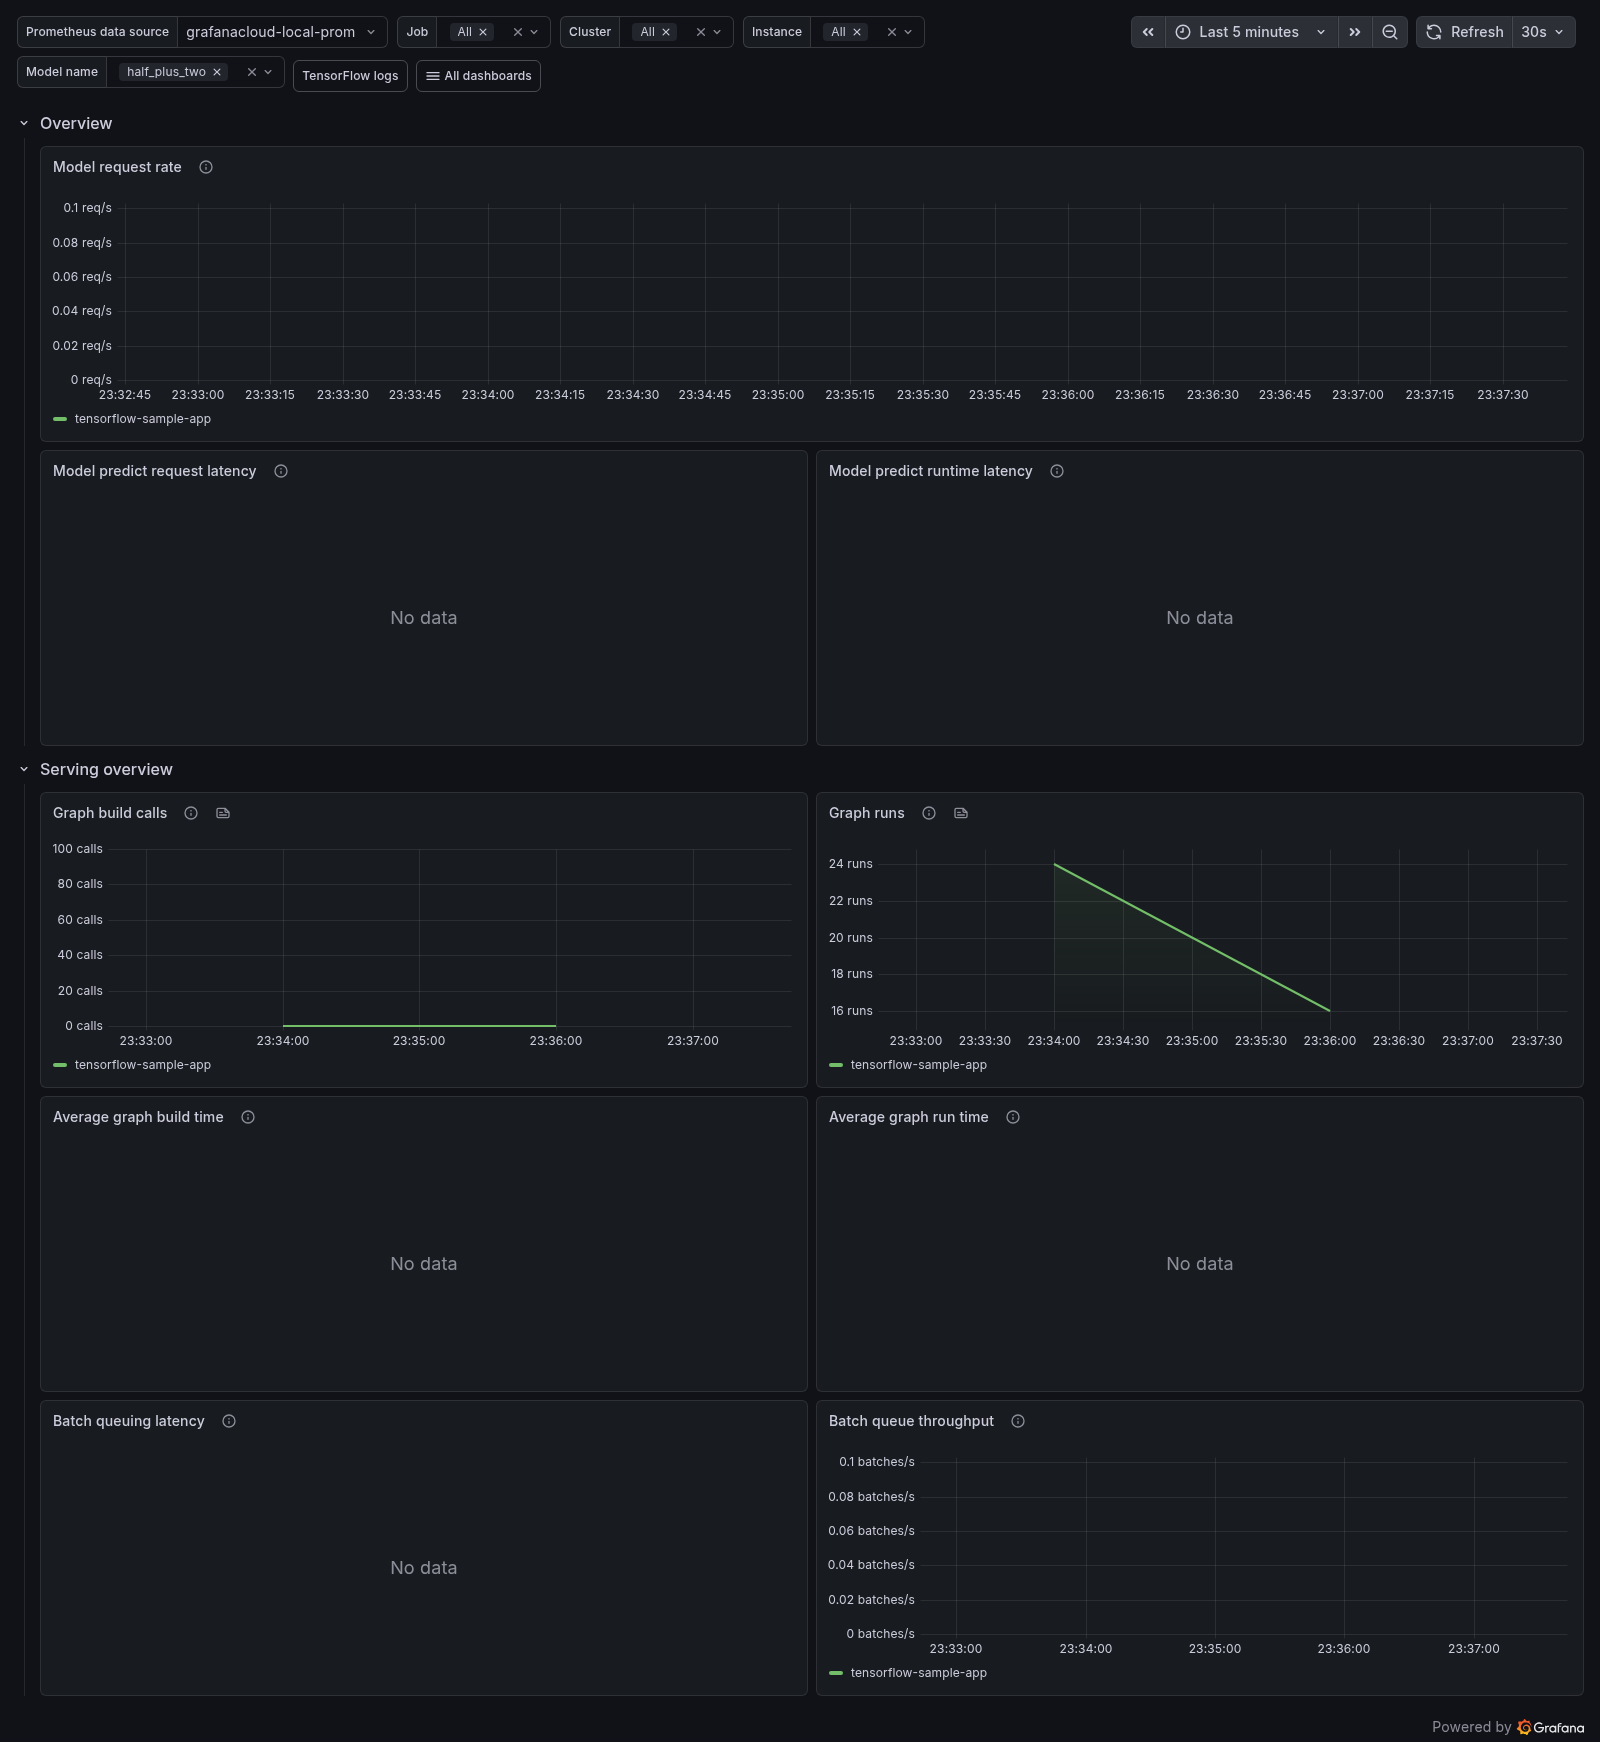 Prometheus data source grafanacloud-local-prom Job All Cluster All Instance All Last 5 minutes Refresh 30s
Model name half_plus_two TensorFlow logs All dashboards
Overview
Model request rate
0.1 req/s
0.08 req/s
0.06 req/s
0.04 req/s
0.02 req/s
0 req/s
23:32:45 23:33:00 23:33:15 23:33:30 23:33:45 23:34:00 23:34:15 23:34:30 23:34:45 23:35:00 23:35:15 23:35:30 23:35:45 23:36:00 23:36:15 23:36:30 23:36:45 23:37:00 23:37:15 23:37:30
tensorflow-sample-app
Model predict request latency
No data
Model predict runtime latency
No data
Serving overview
Graph build calls
100 calls
80 calls
60 calls
40 calls
20 calls
0 calls
23:33:00 23:34:00 23:35:00 23:36:00 23:37:00
tensorflow-sample-app
Graph runs
24 runs
22 runs
20 runs
18 runs
16 runs
23:33:00 23:33:30 23:34:00 23:34:30 23:35:00 23:35:30 23:36:00 23:36:30 23:37:00 23:37:30
tensorflow-sample-app
Average graph build time
No data
Average graph run time
No data
Batch queuing latency
No data
Batch queue throughput
0.1 batches/s
0.08 batches/s
0.06 batches/s
0.04 batches/s
0.02 batches/s
0 batches/s
23:33:00 23:34:00 23:35:00 23:36:00 23:37:00
tensorflow-sample-app
Powered by Grafana